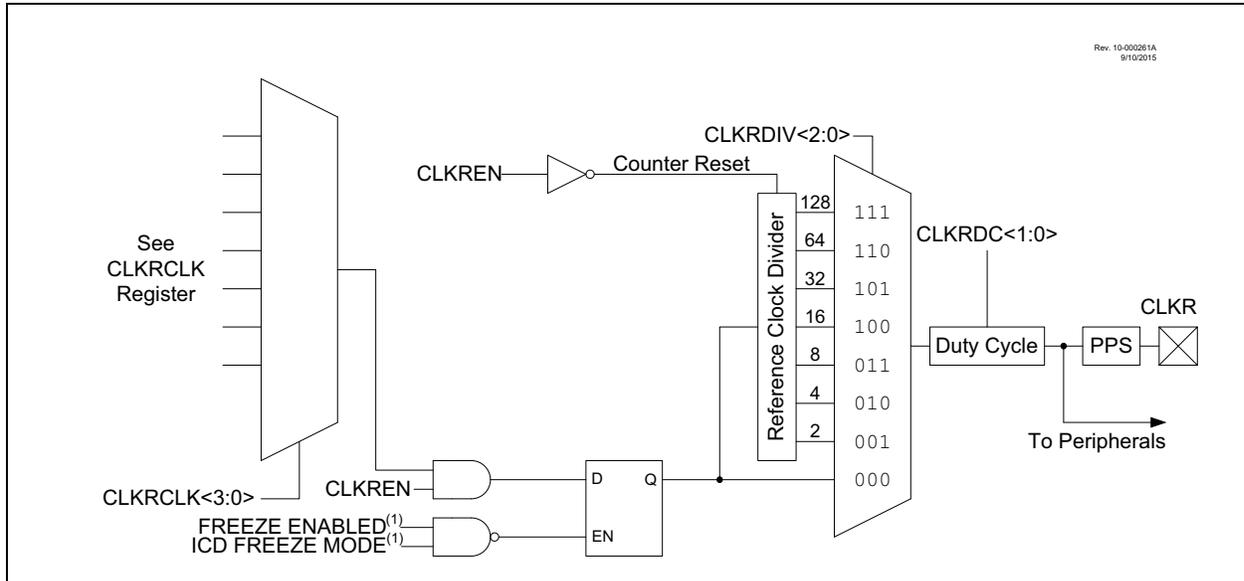 Rev. 10-000261A
9/10/2015
CLKRDIV<2:0>
CLKREN
Counter Reset
See
CLKRCLK
Register
Reference Clock Divider
128
111
64
110
32
101
16
100
8
011
4
010
2
001
000
CLKRDC<1:0>
CLKR
Duty Cycle
PPS
To Peripherals
CLKRCLK<3:0>
CLKREN
D
Q
EN
FREEZE ENABLED(1)
ICD FREEZE MODE(1)